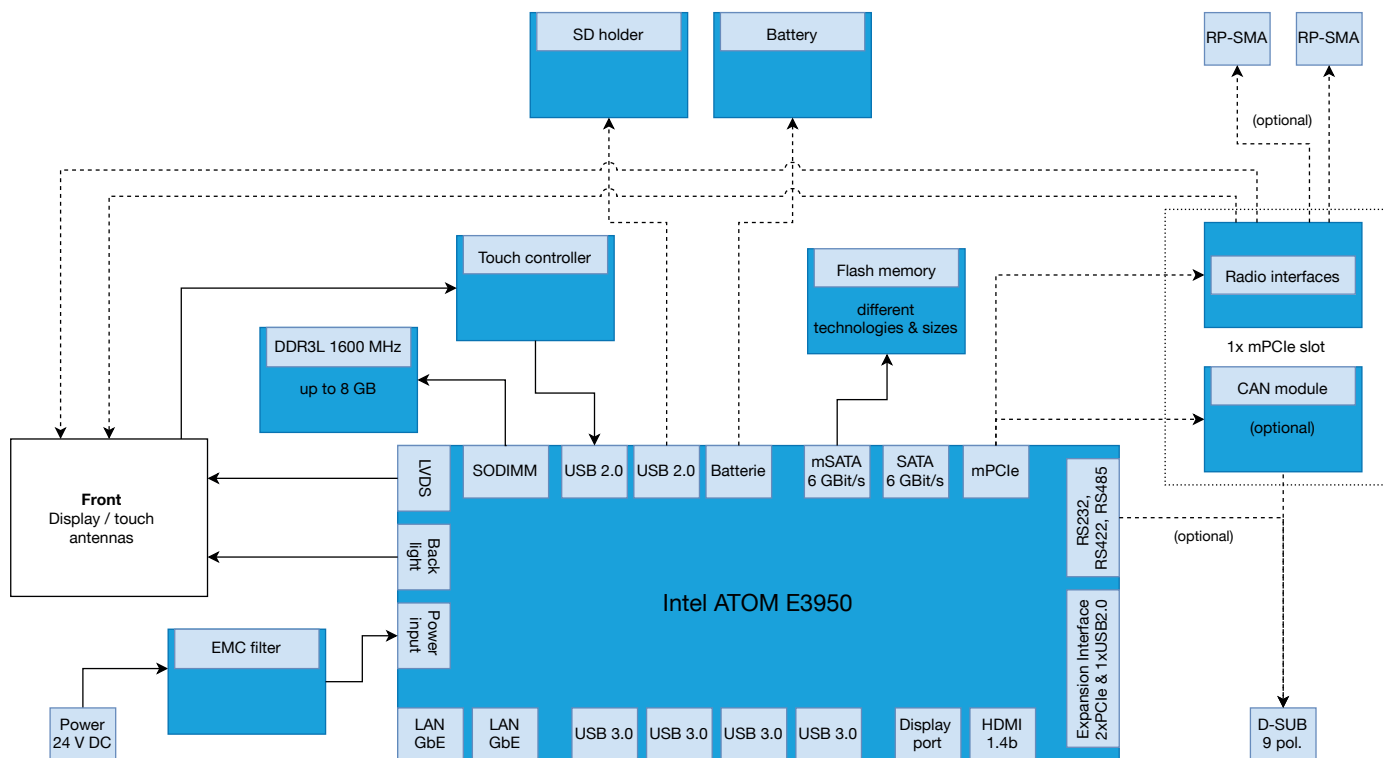 SD holder
Battery
RP-SMA
RP-SMA
(optional)
Touch controller
Flash memory
different
technologies & sizes
Radio interfaces
1x mPCIe slot
DDR3L 1600 MHz
up to 8 GB
CAN module
(optional)
Front
Display / touch
antennas
LVDS
SODIMM
USB 2.0
USB 2.0
Batterie
mSATA
6 GBit/s
SATA
6 GBit/s
mPCIe
RS232,
RS422, RS485
(optional)
Back
light
Intel ATOM E3950
Power
input
EMC filter
Expansion Interface
2xPCIe & 1xUSB2.0
Power
24 V DC
LAN
GbE
LAN
GbE
USB 3.0
USB 3.0
USB 3.0
USB 3.0
Display
port
HDMI
1.4b
D-SUB
9 pol.